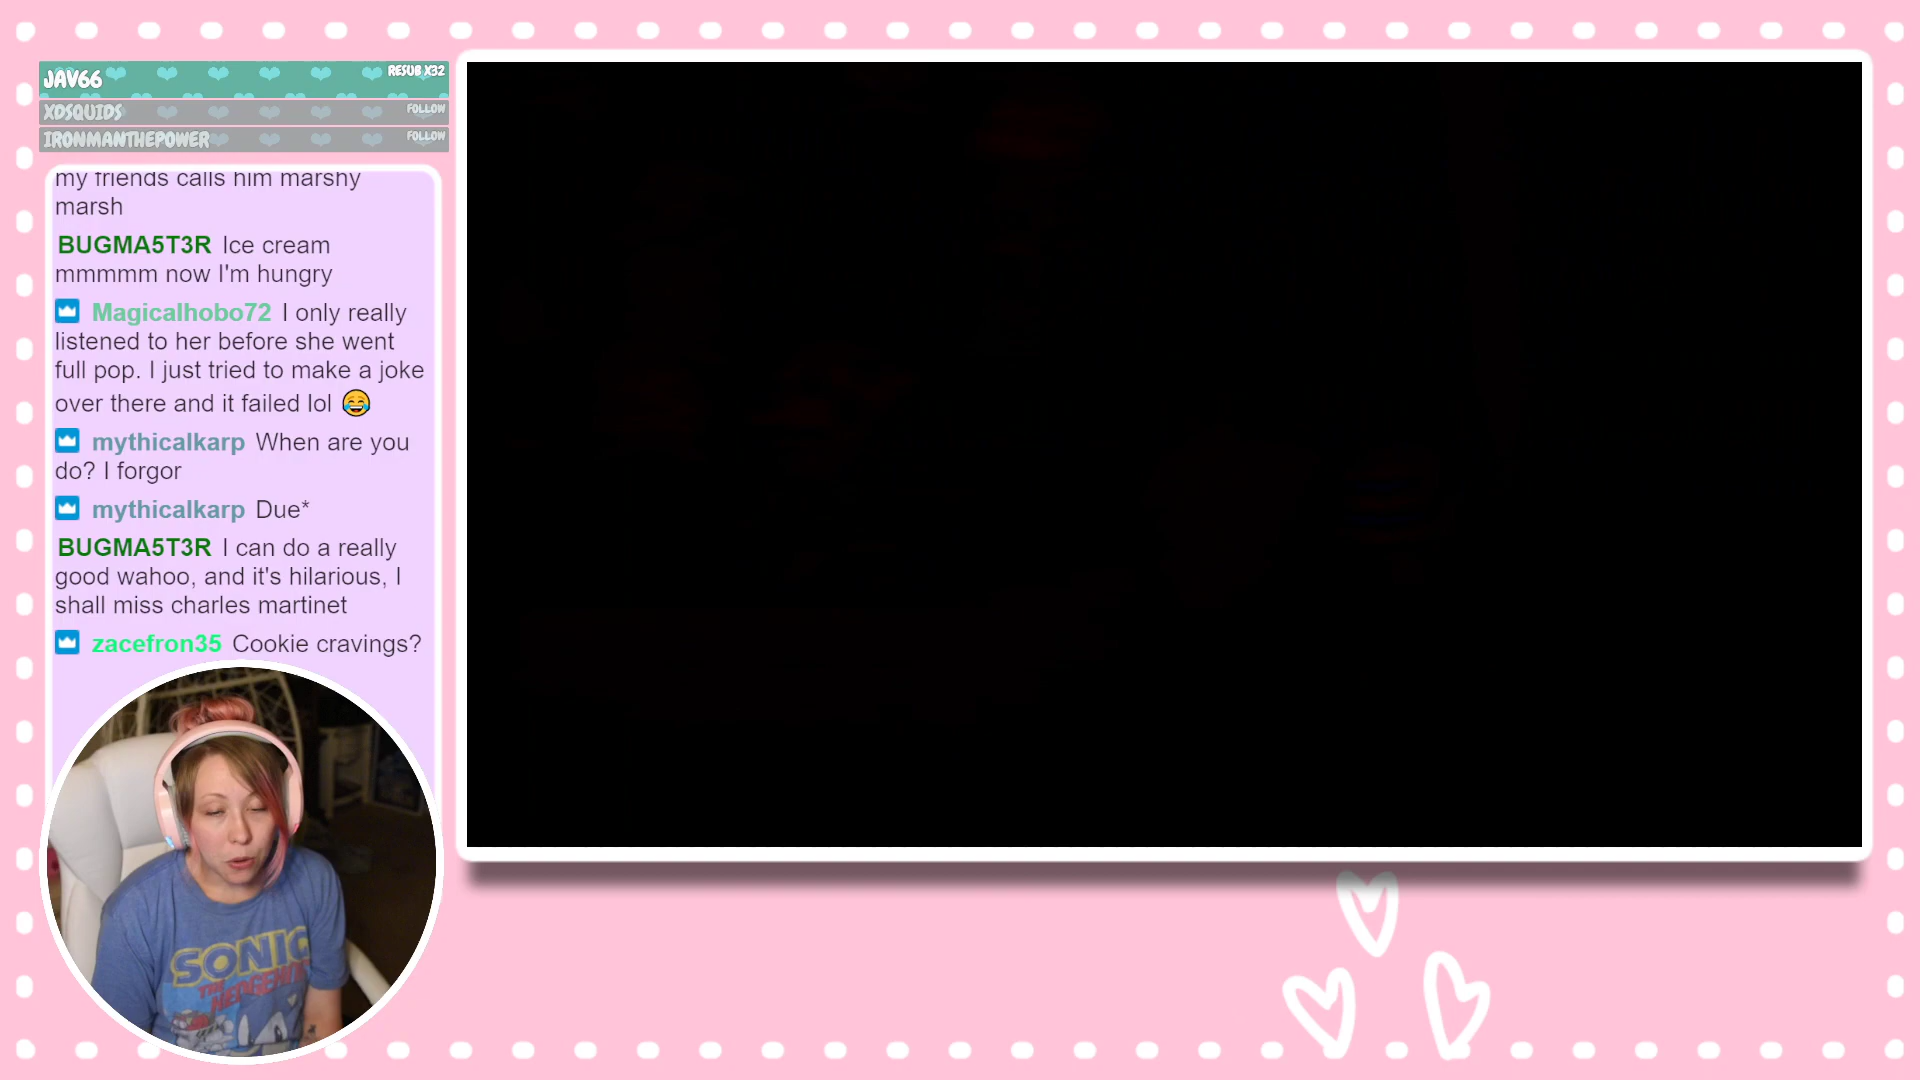 JAV66 RESUB X32
XDSQUIDS FOLLOW
IRONMANTHEPOWER FOLLOW
my friends calls him marshy
marsh
BUGMA5T3R Ice cream
mmmmm now I'm hungry
Magicalhobo72 I only really
listened to her before she went
full pop. I just tried to make a joke
over there and it failed lol 😂
mythicalkarp When are you
do? I forgor
mythicalkarp Due*
BUGMA5T3R I can do a really
good wahoo, and it's hilarious, I
shall miss charles martinet
zacefron35 Cookie cravings?
SONIC
THE
HEDGEHOG